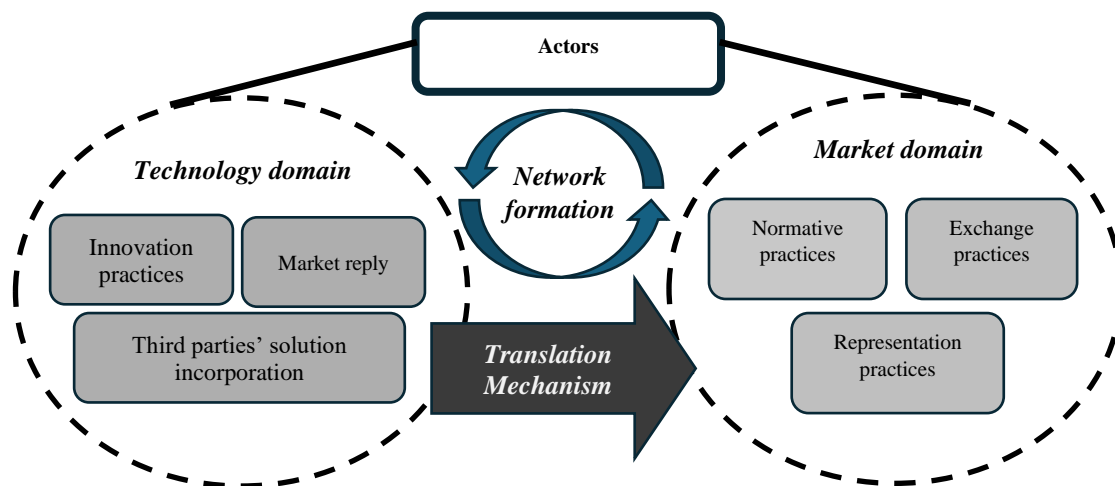 Actors
Technology domain
Network
formation
Market domain
Innovation
practices
Market reply
Third parties’ solution
incorporation
Translation
Mechanism
Normative
practices
Exchange
practices
Representation
practices